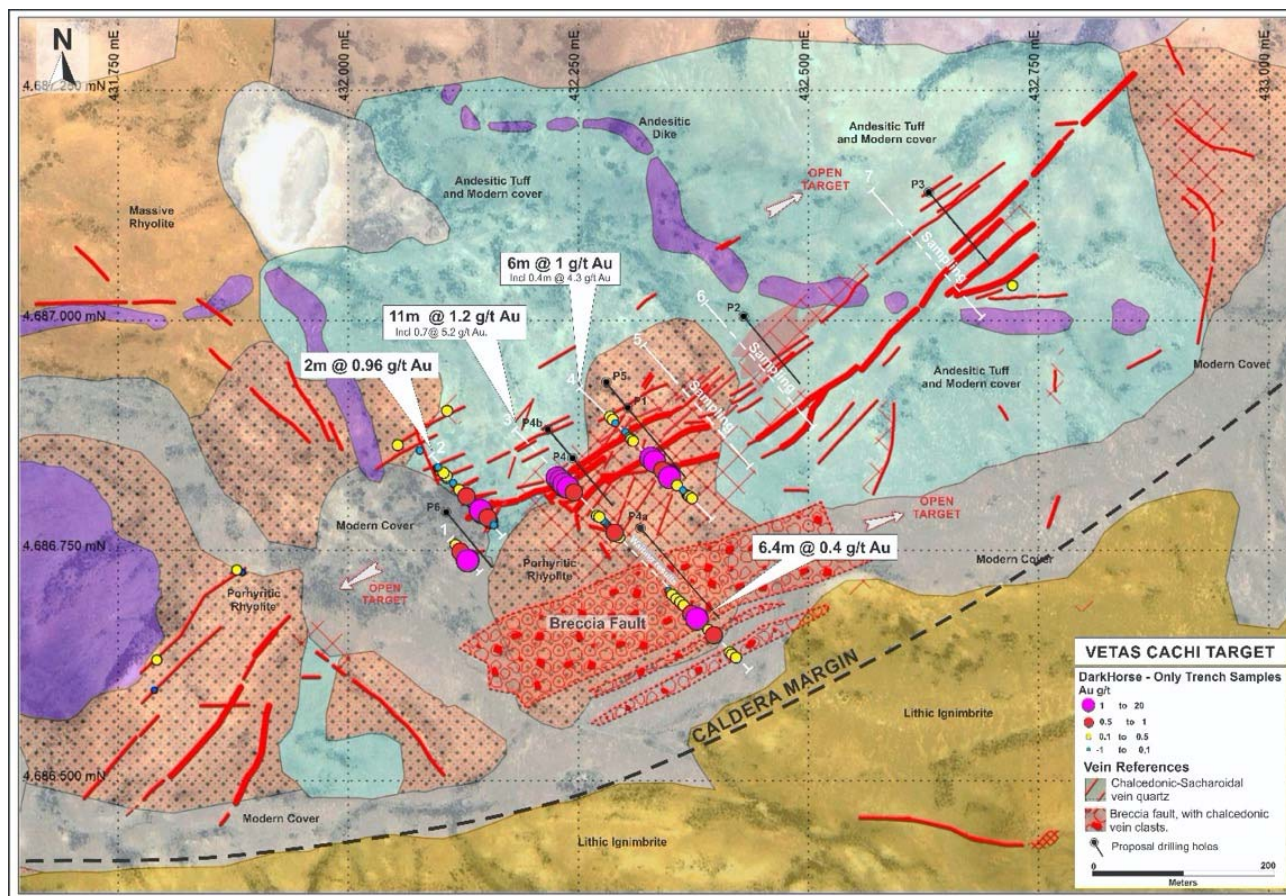 N
431.750 mE
432.000 mE
432.250 mE
432.500 mE
432.750 mE
433.000 mE
4.687.250 mN
Andesitic
Dike
Andesitic Tuff
and Modern cover
Andesitic Tuff
and Modern cover
OPEN
TARGET
7
P3
Massive
Rhyolite
Sampling
6m @ 1 g/t Au
Incl 0.4m @ 4.3 g/t Au
11m @ 1.2 g/t Au
Incl 0.7@ 5.2 g/t Au.
6
P2
4.687.000 mN
2m @ 0.96 g/t Au
5
Sampling
Modern Cover
4
P5
P1
Andesitic Tuff
and Modern cover
Sampling
3
P4b
2
P4
P6
P4a
Modern Cover
1
OPEN
TARGET
4.686.750 mN
6.4m @ 0.4 g/t Au
Modern Cover
Porhyritic
Rhyolite
OPEN
TARGET
Porhyritic
Rhyolite
Breccia Fault
CALDERA MARGIN
Lithic Ignimbrite
4.686.500 mN
Modern Cover
Lithic Ignimbrite
VETAS CACHI TARGET
DarkHorse - Only Trench Samples
Au g/t
1 to 20
0.5 to 1
0.1 to 0.5
-1 to 0.1
Vein References
Chalcedonic-Sacharoidal
vein quartz
Breccia fault, with chalcedonic
vein clasts.
Proposal drilling holes
0 200
Meters